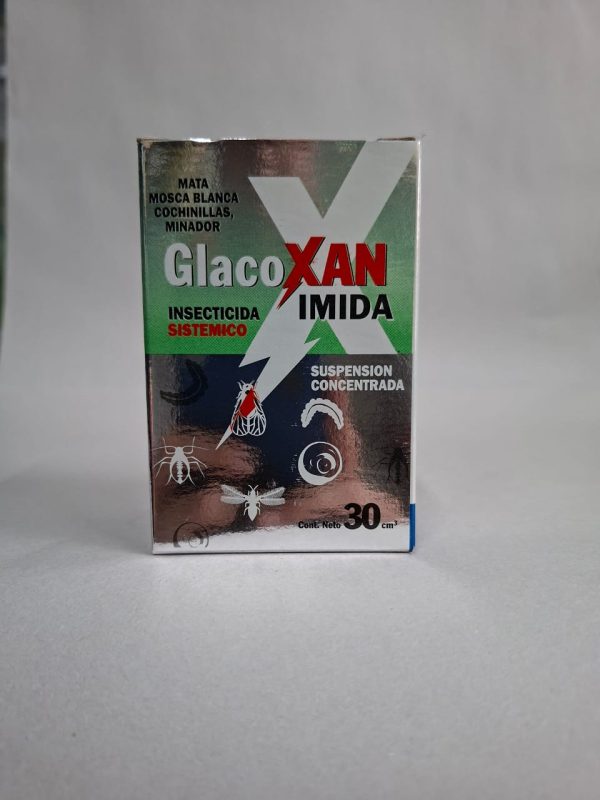 MATA
MOSCA BLANCA
COCHINILLAS,
MINADOR
GlacoXAN
IMIDA
INSECTICIDA
SISTEMICO
SUSPENSION
CONCENTRADA
Cont. Neto 30 cm³